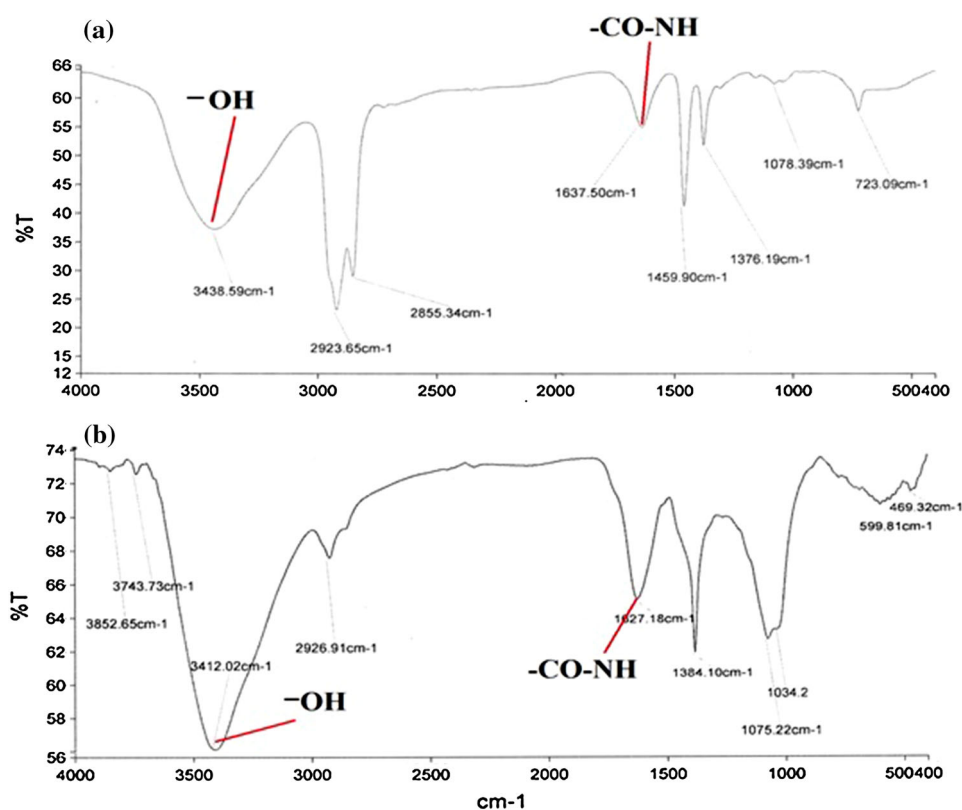 (a)
-CO-NH
66
60
55
50
45
40
35
30
25
20
15
12
%T
–OH
3438.59cm-1
2923.65cm-1
2855.34cm-1
1637.50cm-1
1459.90cm-1
1376.19cm-1
1078.39cm-1
723.09cm-1
4000 3500 3000 2500 2000 1500 1000 500400
(b)
74
72
70
68
66
64
62
60
58
56
%T
3852.65cm-1
3743.73cm-1
3412.02cm-1
–OH
2926.91cm-1
1627.18cm-1
-CO-NH
1384.10cm-1
1034.2
1075.22cm-1
599.81cm-1
469.32cm-1
4000 3500 3000 2500 2000 1500 1000 500400
cm-1